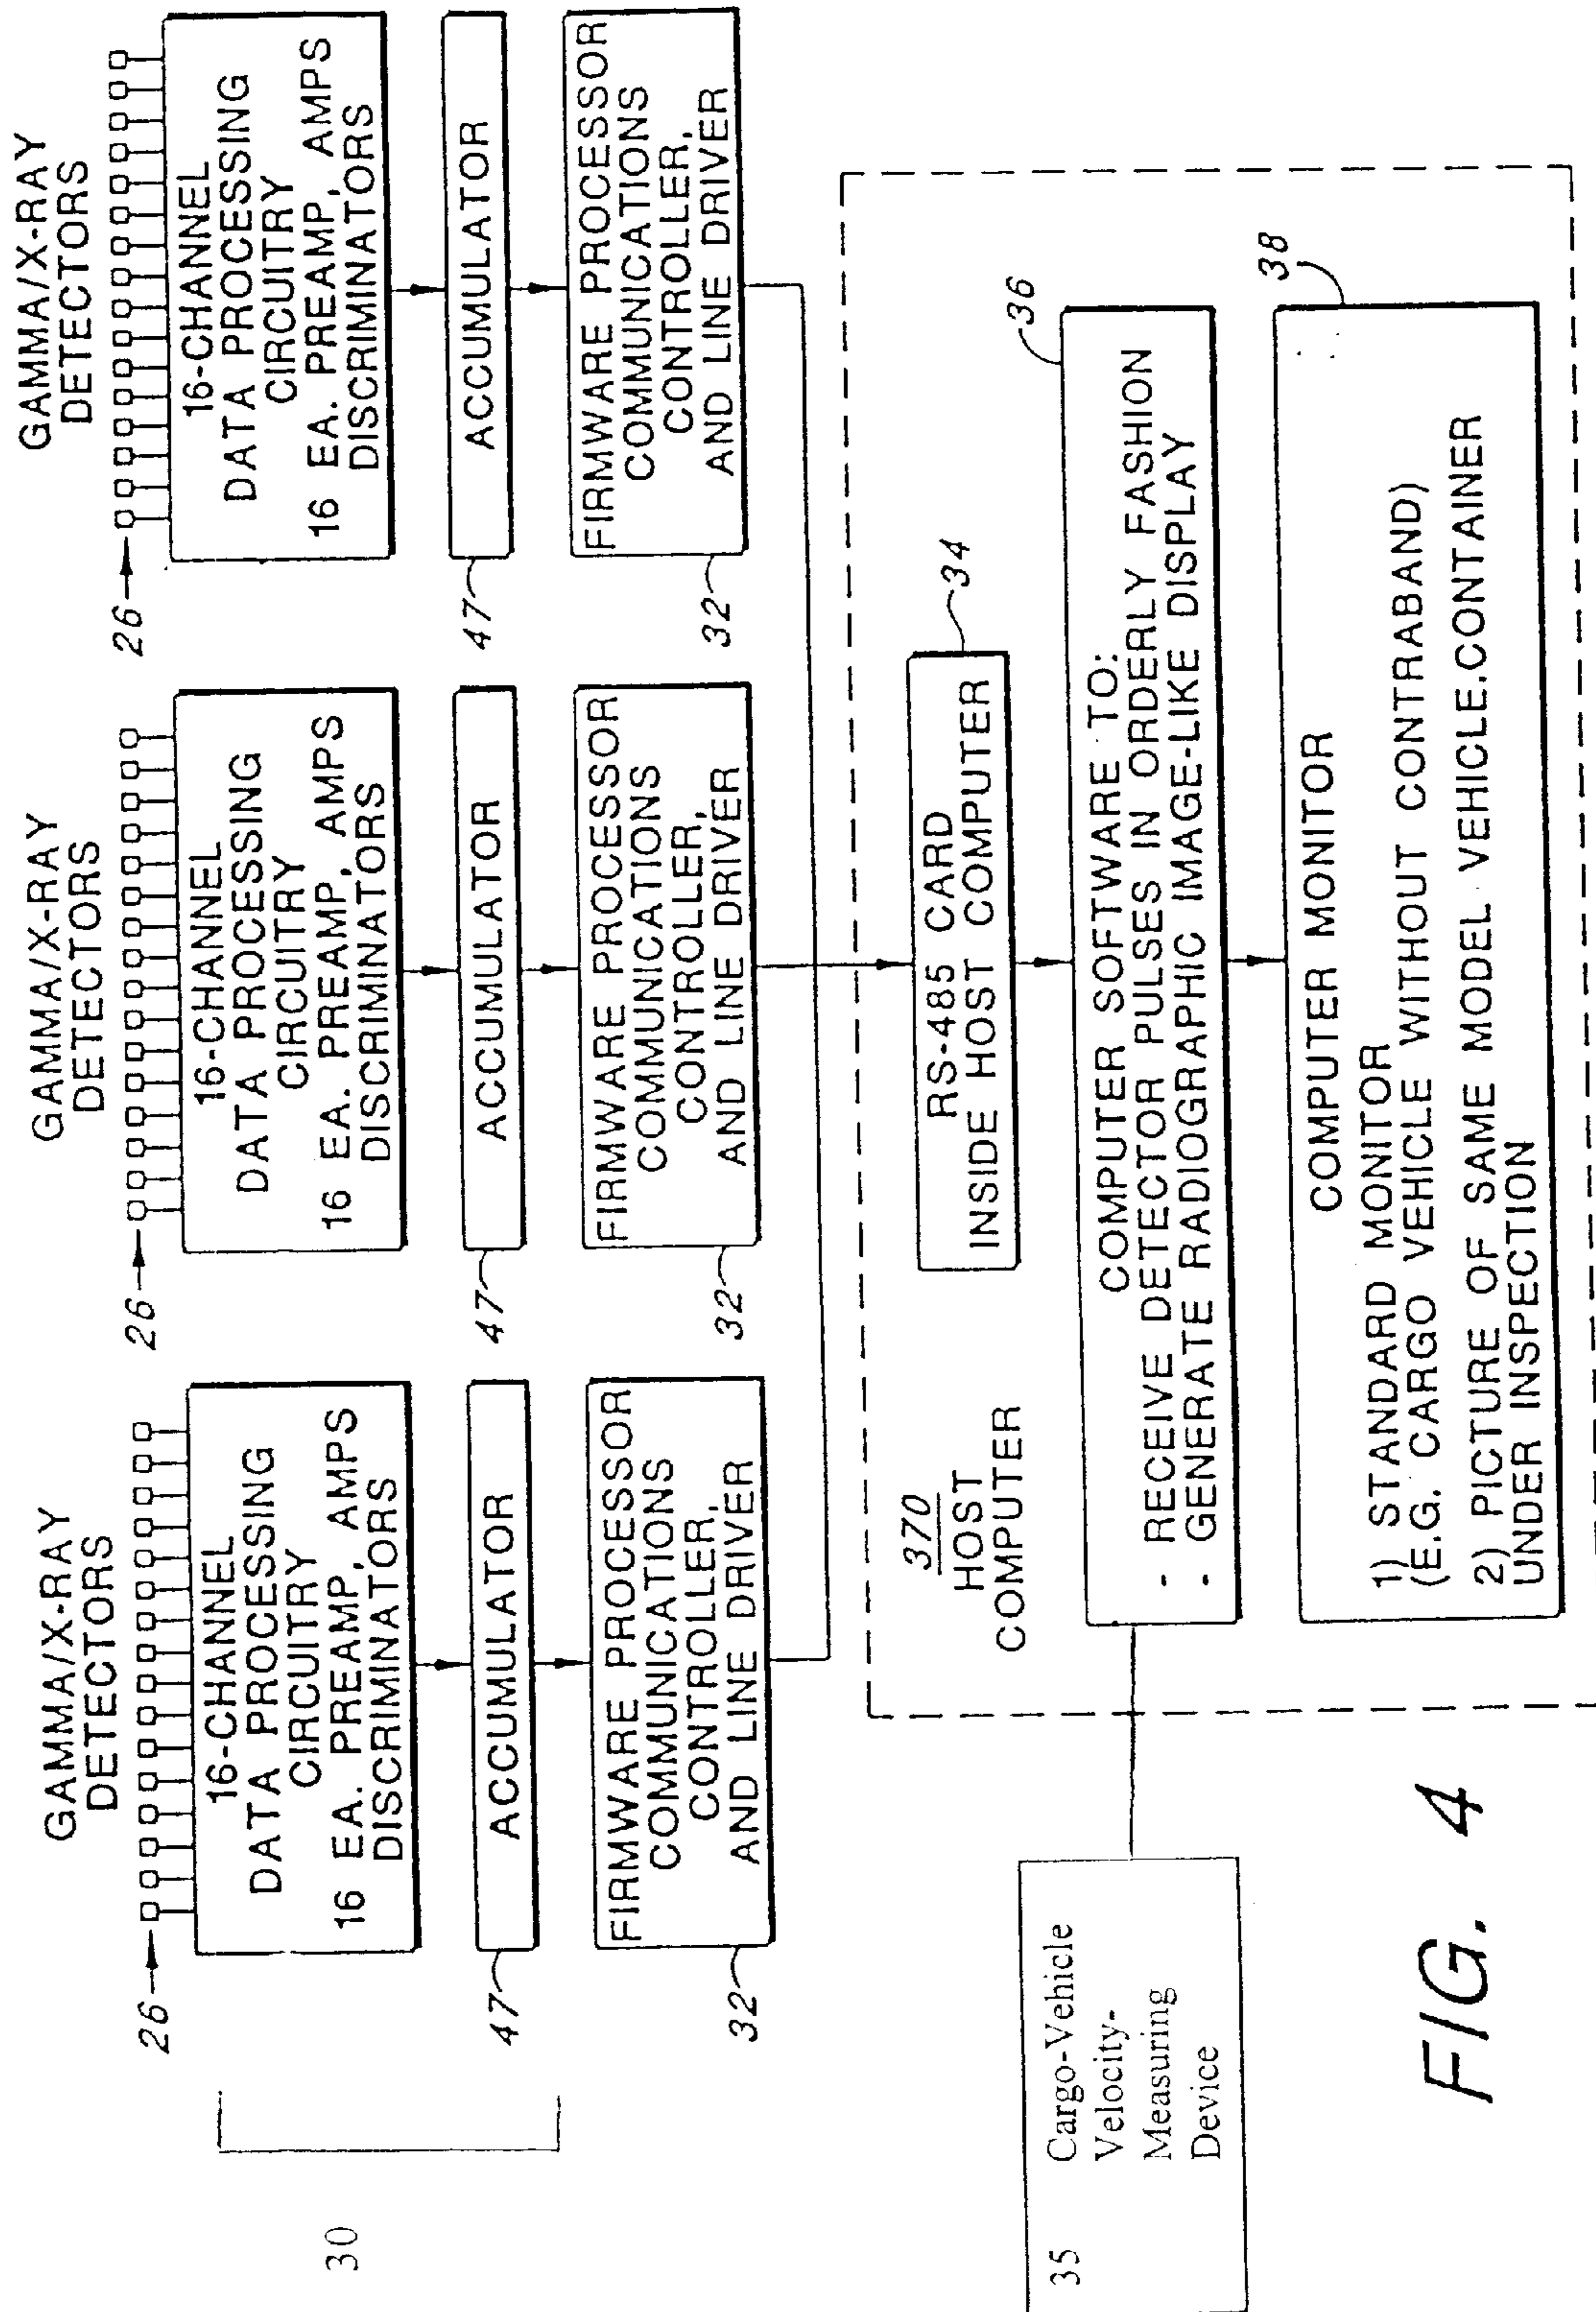 GAMMA/X-RAY
DETECTORS
26
16-CHANNEL
DATA PROCESSING
CIRCUITRY
16 EA. PREAMP, AMPS
DISCRIMINATORS
47
ACCUMULATOR
32
FIRMWARE PROCESSOR
COMMUNICATIONS
CONTROLLER,
AND LINE DRIVER
GAMMA/X-RAY
DETECTORS
26
16-CHANNEL
DATA PROCESSING
CIRCUITRY
16 EA. PREAMP, AMPS
DISCRIMINATORS
47
ACCUMULATOR
32
FIRMWARE PROCESSOR
COMMUNICATIONS
CONTROLLER,
AND LINE DRIVER
GAMMA/X-RAY
DETECTORS
26
16-CHANNEL
DATA PROCESSING
CIRCUITRY
16 EA. PREAMP, AMPS
DISCRIMINATORS
47
ACCUMULATOR
32
FIRMWARE PROCESSOR
COMMUNICATIONS
CONTROLLER,
AND LINE DRIVER
30
370
HOST
COMPUTER
34
RS-485 CARD
INSIDE HOST COMPUTER
35 Cargo-Vehicle
Velocity-
Measuring
Device
36
COMPUTER SOFTWARE TO:
- RECEIVE DETECTOR PULSES IN ORDERLY FASHION
- GENERATE RADIOGRAPHIC IMAGE-LIKE DISPLAY
38
COMPUTER MONITOR
1) STANDARD MONITOR
(E.G. CARGO VEHICLE WITHOUT CONTRABAND)
2) PICTURE OF SAME MODEL VEHICLE.CONTAINER
UNDER INSPECTION
FIG. 4